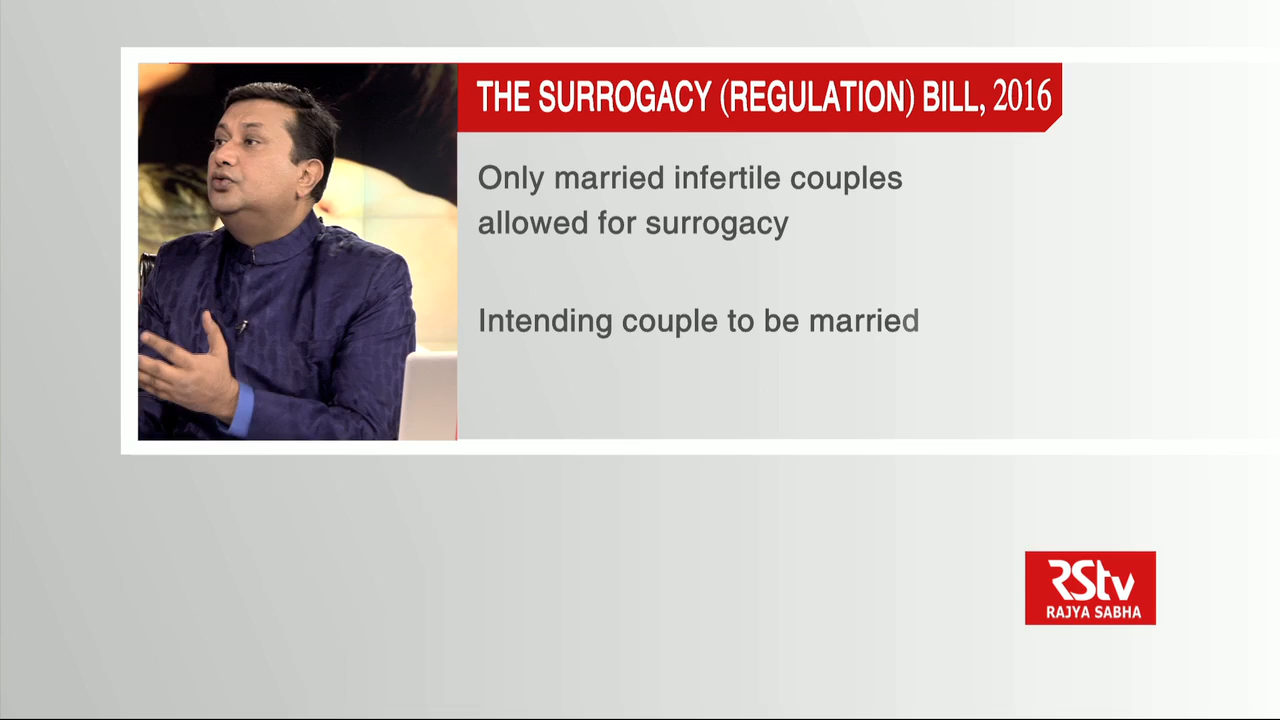 THE SURROGACY (REGULATION) BILL, 2016
Only married infertile couples
allowed for surrogacy
Intending couple to be married
RStv
RAJYA SABHA